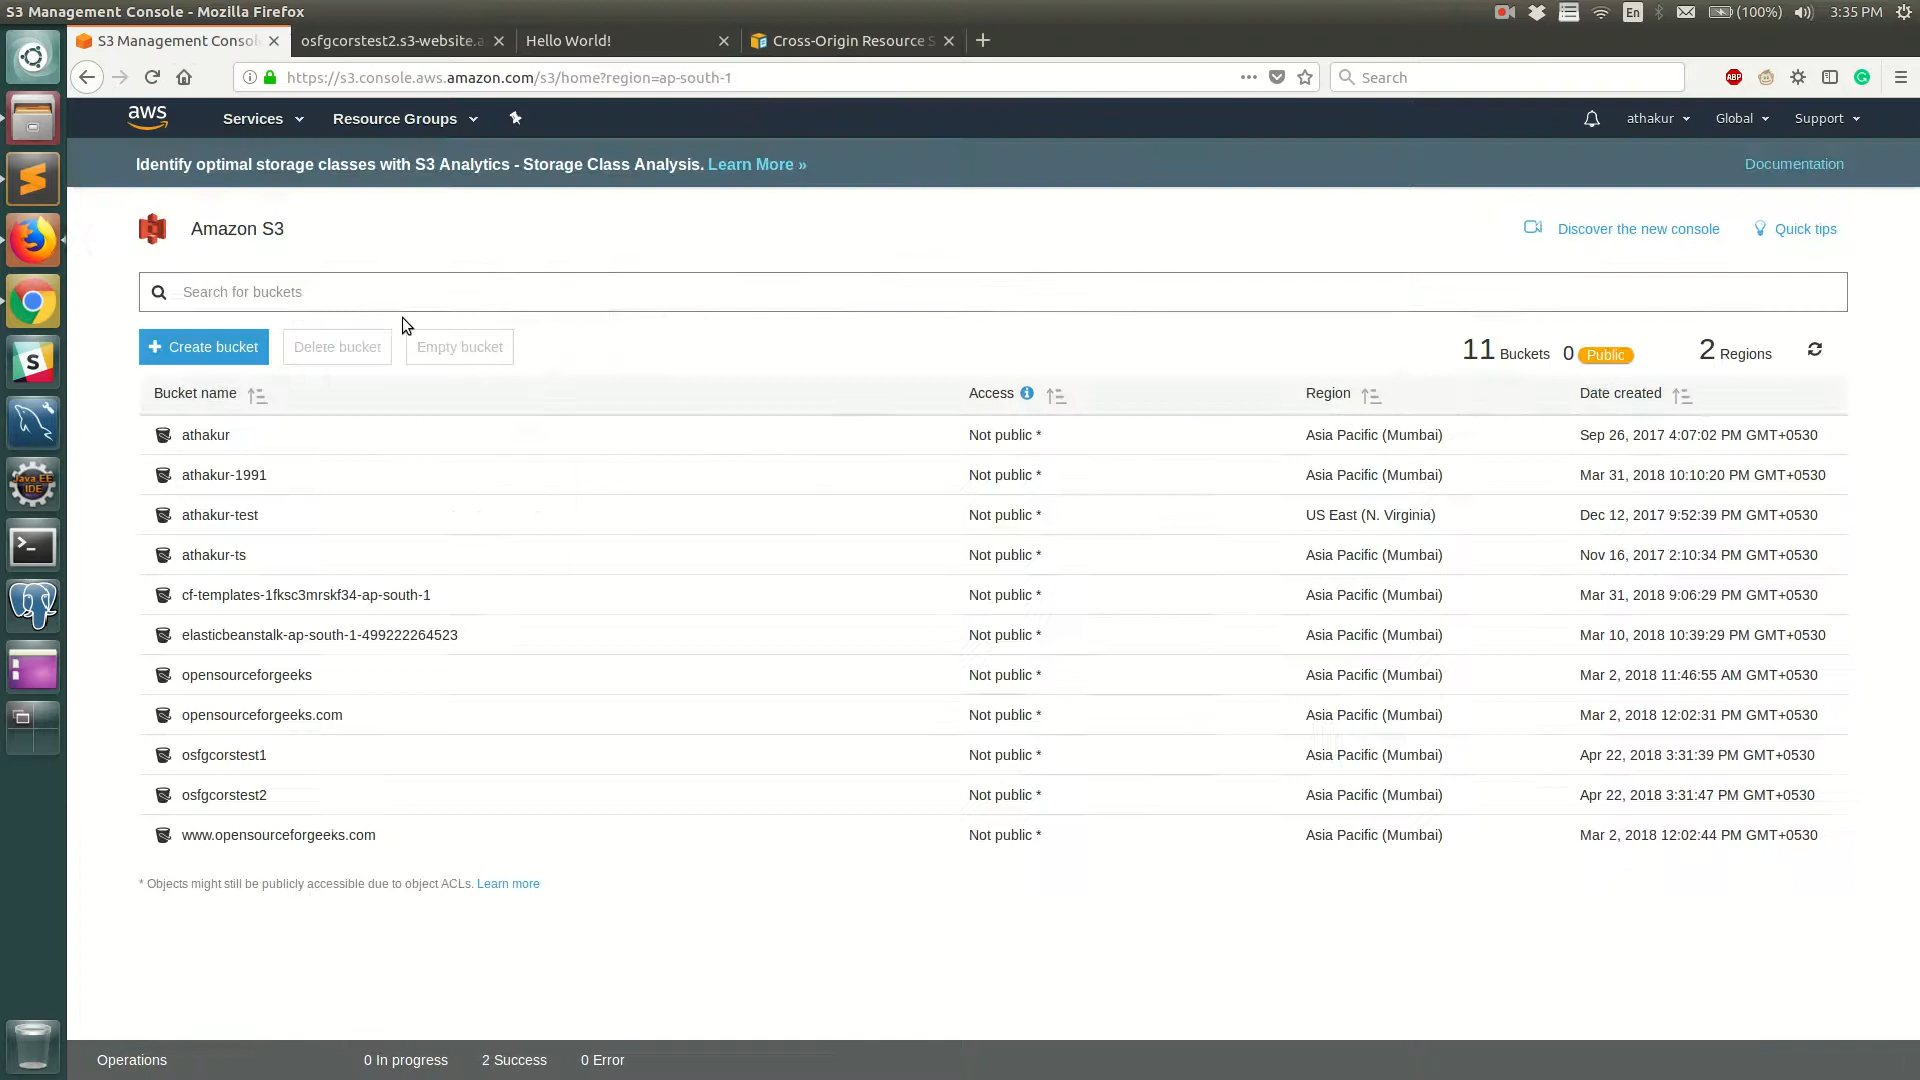 S3 Management Console - Mozilla Firefox
En
(100%)
3:35 PM
S3 Management Consol
osfgcorstest2.s3-website.a
Hello World!
Cross-Origin Resource S
https://s3.console.aws.amazon.com/s3/home?region=ap-south-1
Search
ABP
aws
Services
Resource Groups
athakur
Global
Support
Identify optimal storage classes with S3 Analytics - Storage Class Analysis. Learn More »
Documentation
Amazon S3
Discover the new console
Quick tips
Search for buckets
Create bucket
Delete bucket
Empty bucket
11 Buckets
0 Public
2 Regions
Bucket name Access Region Date created
athakur Not public * Asia Pacific (Mumbai) Sep 26, 2017 4:07:02 PM GMT+0530
athakur-1991 Not public * Asia Pacific (Mumbai) Mar 31, 2018 10:10:20 PM GMT+0530
athakur-test Not public * US East (N. Virginia) Dec 12, 2017 9:52:39 PM GMT+0530
athakur-ts Not public * Asia Pacific (Mumbai) Nov 16, 2017 2:10:34 PM GMT+0530
cf-templates-1fksc3mrskf34-ap-south-1 Not public * Asia Pacific (Mumbai) Mar 31, 2018 9:06:29 PM GMT+0530
elasticbeanstalk-ap-south-1-499222264523 Not public * Asia Pacific (Mumbai) Mar 10, 2018 10:39:29 PM GMT+0530
opensourceforgeeks Not public * Asia Pacific (Mumbai) Mar 2, 2018 11:46:55 AM GMT+0530
opensourceforgeeks.com Not public * Asia Pacific (Mumbai) Mar 2, 2018 12:02:31 PM GMT+0530
osfgcorstest1 Not public * Asia Pacific (Mumbai) Apr 22, 2018 3:31:39 PM GMT+0530
osfgcorstest2 Not public * Asia Pacific (Mumbai) Apr 22, 2018 3:31:47 PM GMT+0530
www.opensourceforgeeks.com Not public * Asia Pacific (Mumbai) Mar 2, 2018 12:02:44 PM GMT+0530
* Objects might still be publicly accessible due to object ACLs. Learn more
Java EE
IDE
Operations
0 In progress
2 Success
0 Error